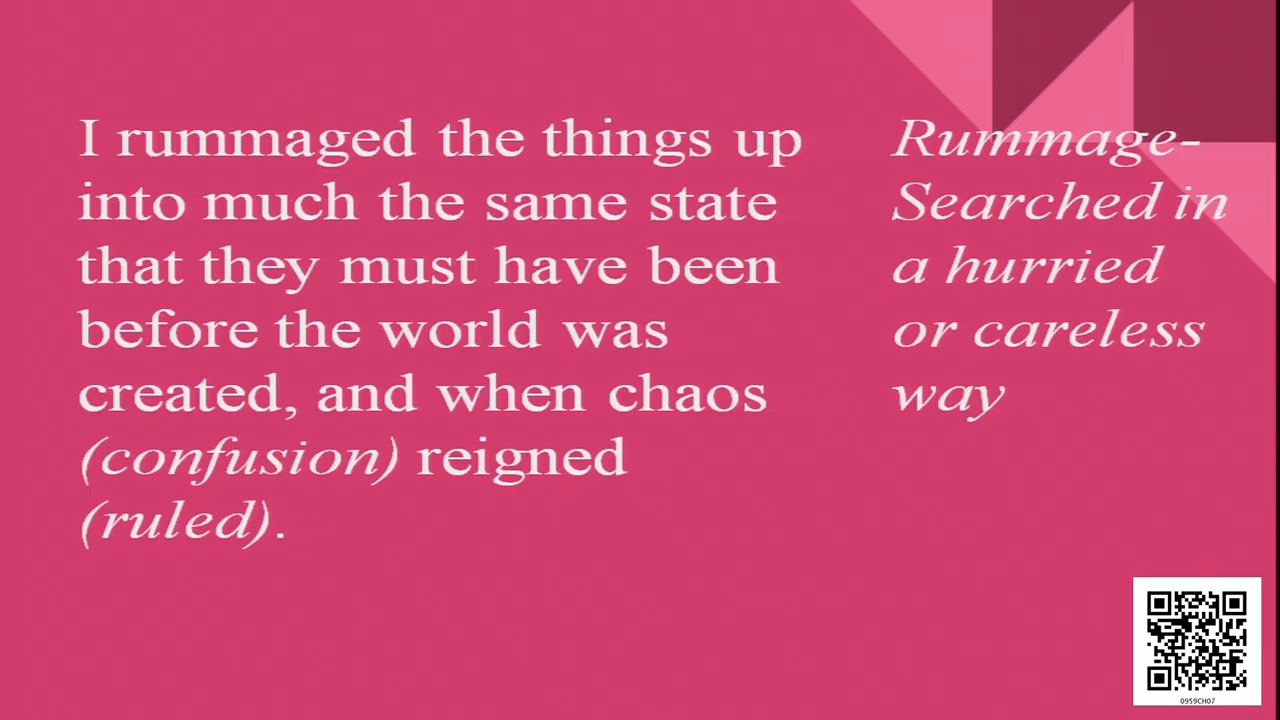 I rummaged the things up
into much the same state
that they must have been
before the world was
created, and when chaos
(confusion) reigned
(ruled).
Rummage-
Searched in
a hurried
or careless
way
0959CH07